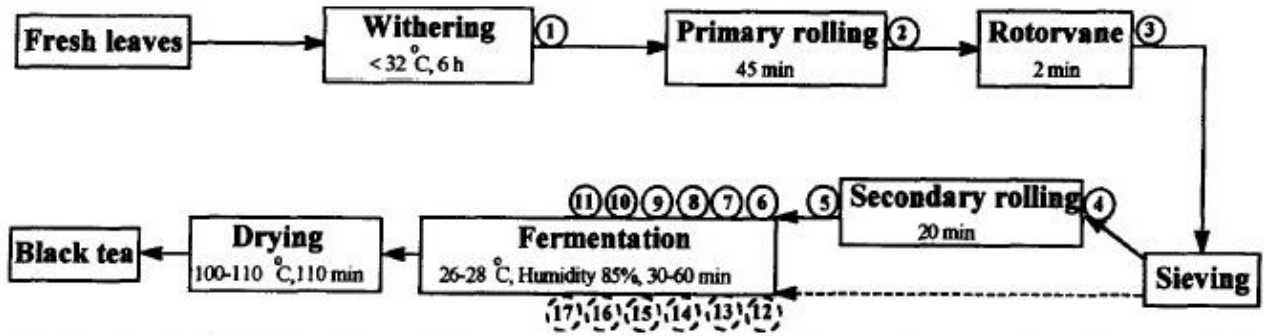 Fresh leaves
Withering
< 32 °C, 6 h
1
Primary rolling
45 min
2
Rotorvane
2 min
3
Sieving
4
Secondary rolling
20 min
5
11 10 9 8 7 6
Fermentation
26-28 °C, Humidity 85%, 30-60 min
17 16 15 14 13 12
Drying
100-110 °C, 110 min
Black tea